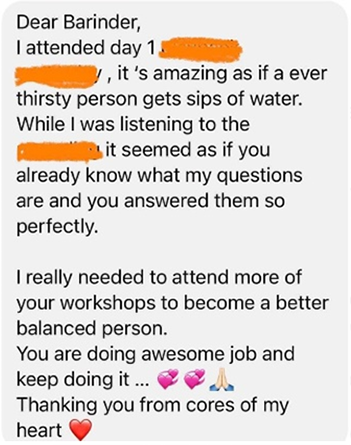 Dear Barinder,
I attended day 1
, it 's amazing as if a ever
thirsty person gets sips of water.
While I was listening to the
it seemed as if you
already know what my questions
are and you answered them so
perfectly.
I really needed to attend more of
your workshops to become a better
balanced person.
You are doing awesome job and
keep doing it ... 💞 💞 🙏🏻
Thanking you from cores of my
heart ❤️